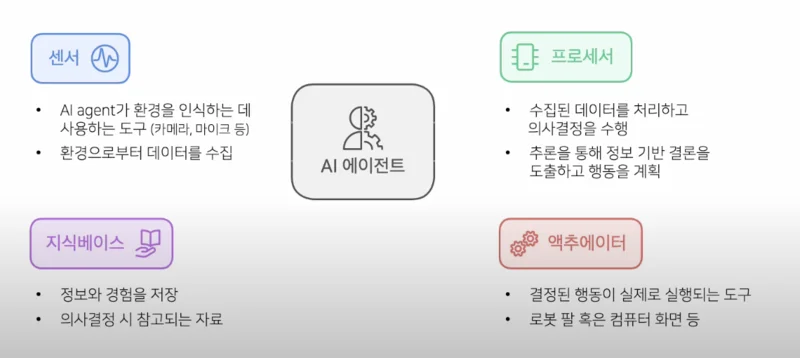 센서
• AI agent가 환경을 인식하는 데
사용하는 도구 (카메라, 마이크 등)
• 환경으로부터 데이터를 수집
AI 에이전트
프로세서
• 수집된 데이터를 처리하고
의사결정을 수행
• 추론을 통해 정보 기반 결론을
도출하고 행동을 계획
지식베이스
• 정보와 경험을 저장
• 의사결정 시 참고되는 자료
액추에이터
• 결정된 행동이 실제로 실행되는 도구
• 로봇 팔 혹은 컴퓨터 화면 등